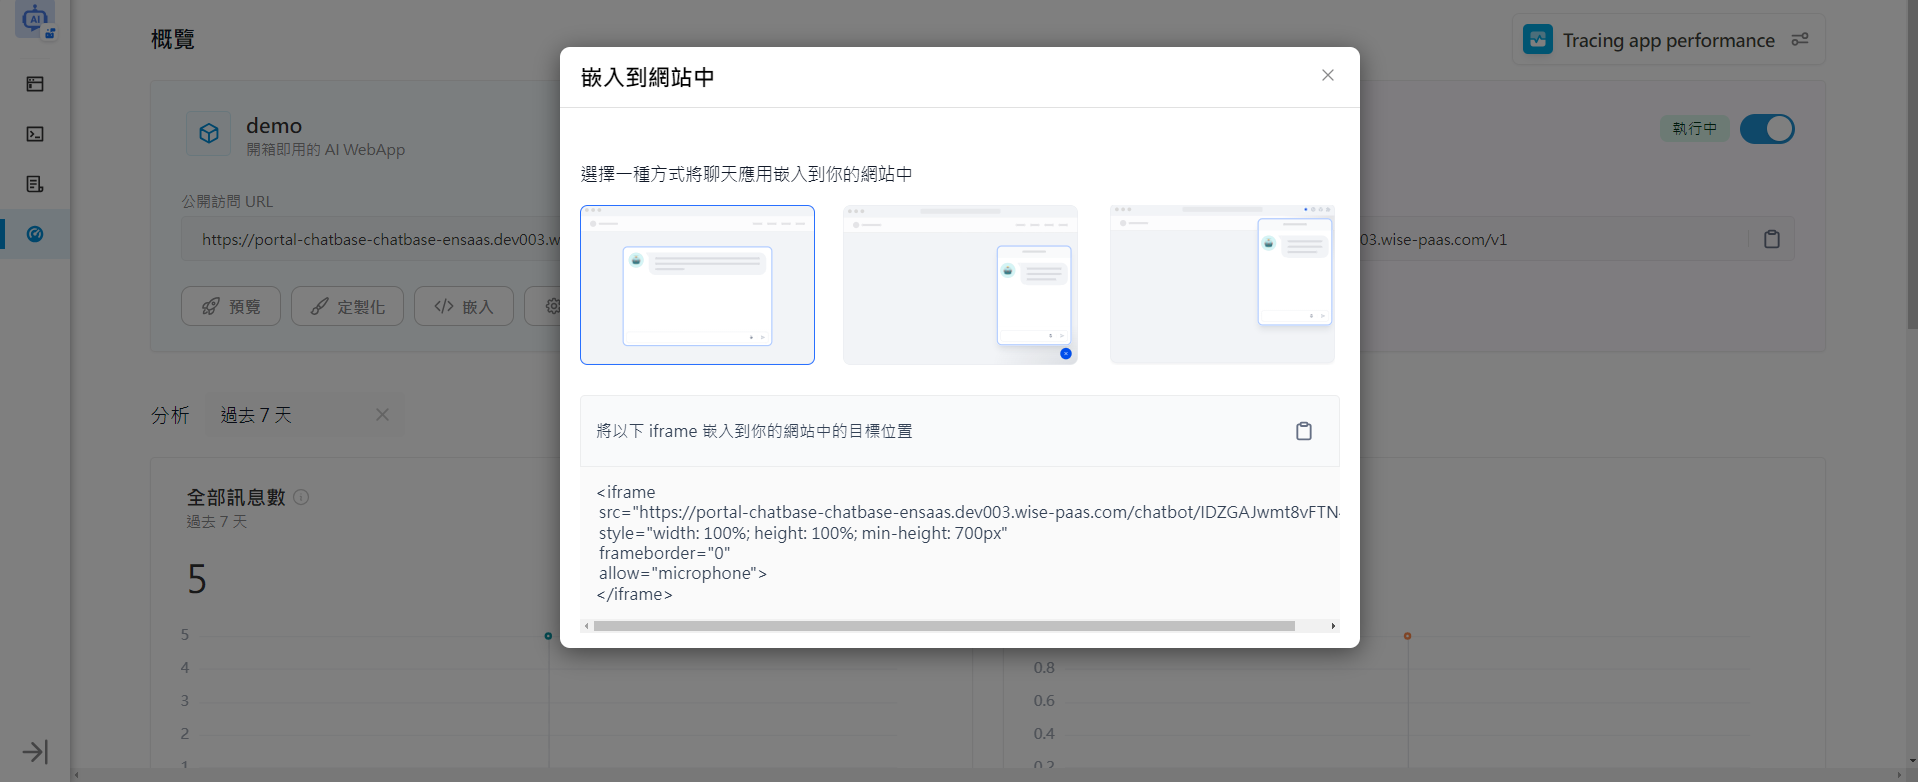 AI
概覽
Tracing app performance
demo
開箱即用的 AI WebApp
執行中
公開訪問 URL
https://portal-chatbase-chatbase-ensaas.dev003.w
03.wise-paas.com/v1
預覽
定製化
嵌入
分析
過去 7 天
全部訊息數
過去 7 天
5
5
4
3
2
1
0.8
0.6
0.4
0.2
嵌入到網站中
選擇一種方式將聊天應用嵌入到你的網站中
將以下 iframe 嵌入到你的網站中的目標位置
<iframe
src="https://portal-chatbase-chatbase-ensaas.dev003.wise-paas.com/chatbot/IDZGAJwmt8vFTN
style="width: 100%; height: 100%; min-height: 700px"
frameborder="0"
allow="microphone">
</iframe>